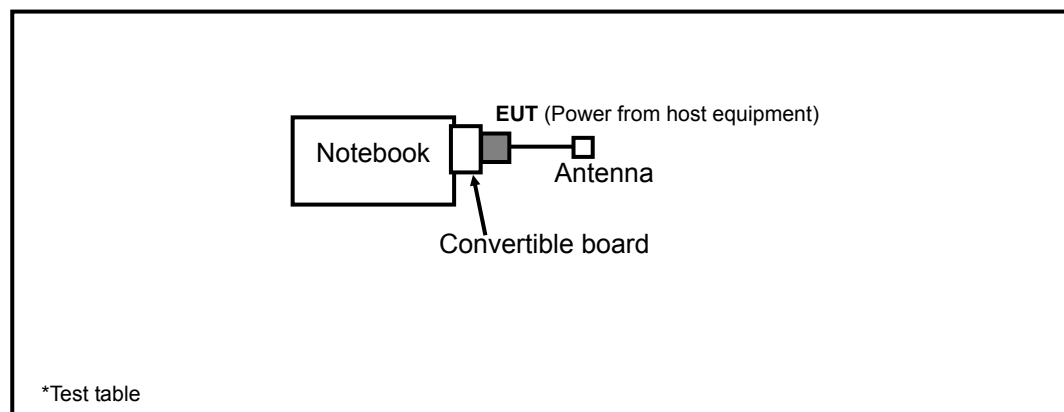 EUT (Power from host equipment)
Notebook
Antenna
Convertible board
*Test table